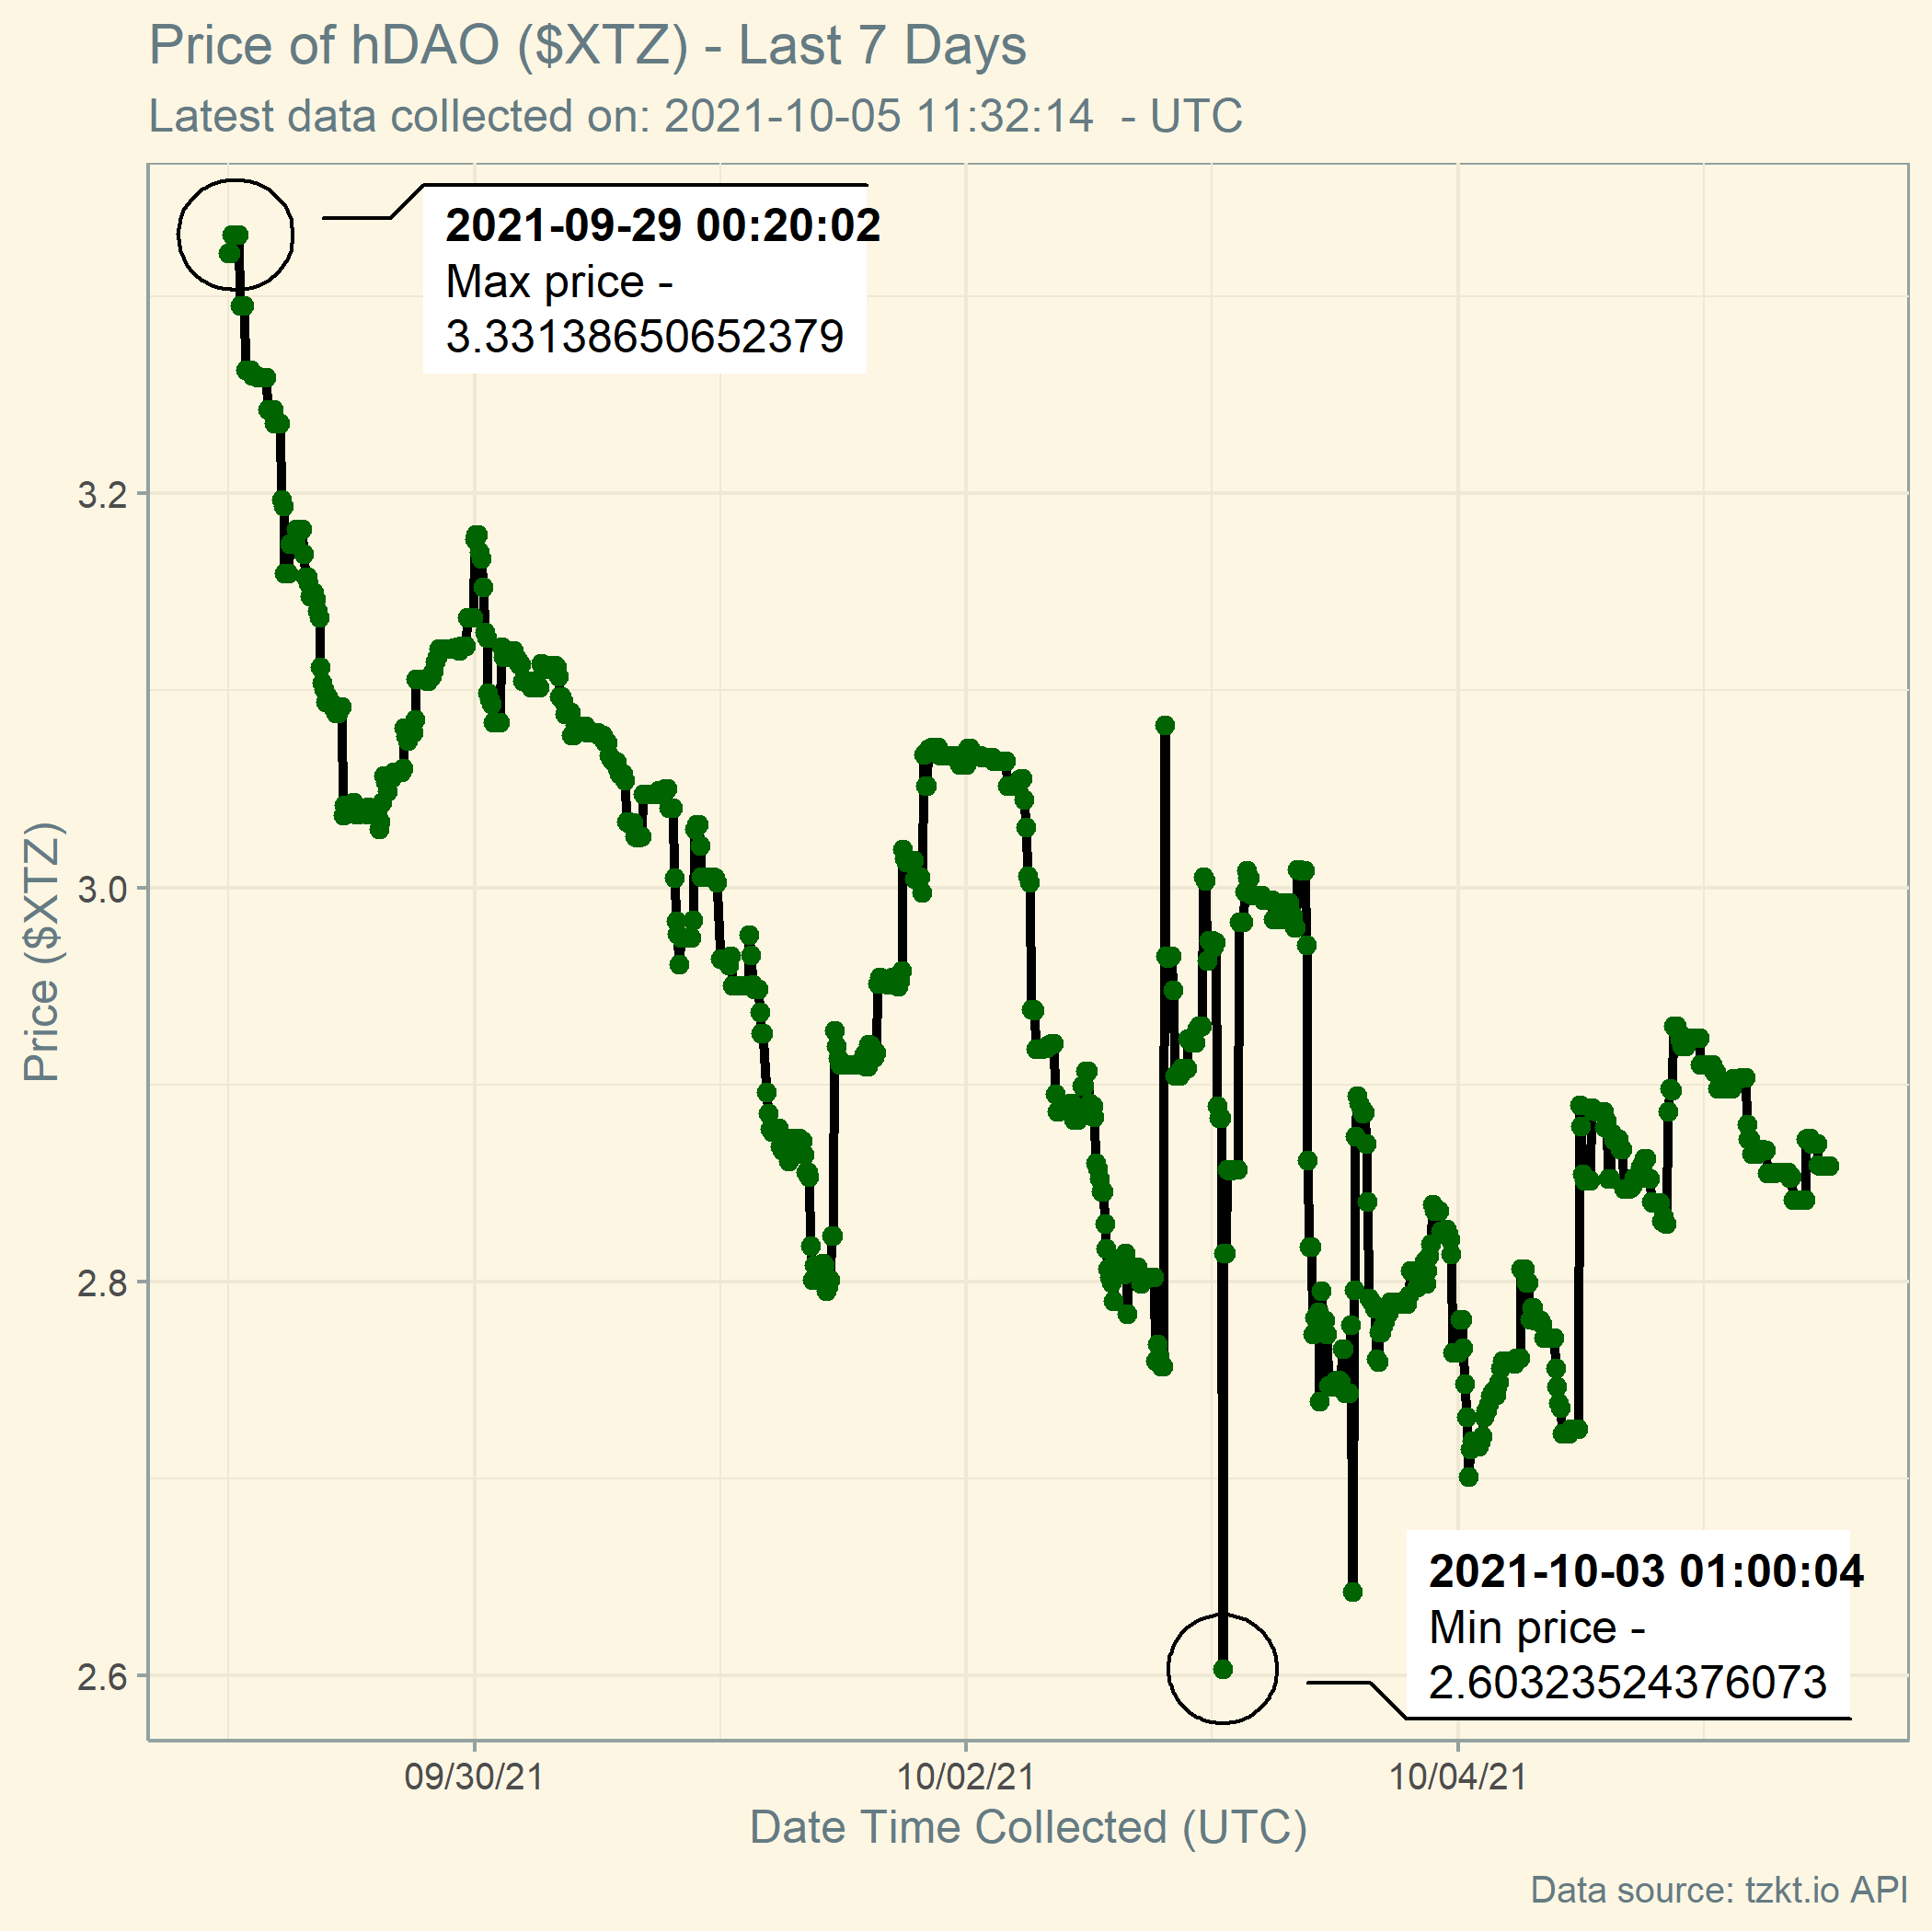 Price of hDAO ($XTZ) - Last 7 Days
Latest data collected on: 2021-10-05 11:32:14 - UTC
2021-09-29 00:20:02
Max price -
3.33138650652379
3.2
3.0
2.8
2.6
Price ($XTZ)
2021-10-03 01:00:04
Min price -
2.60323524376073
09/30/21
10/02/21
10/04/21
Date Time Collected (UTC)
Data source: tzkt.io API